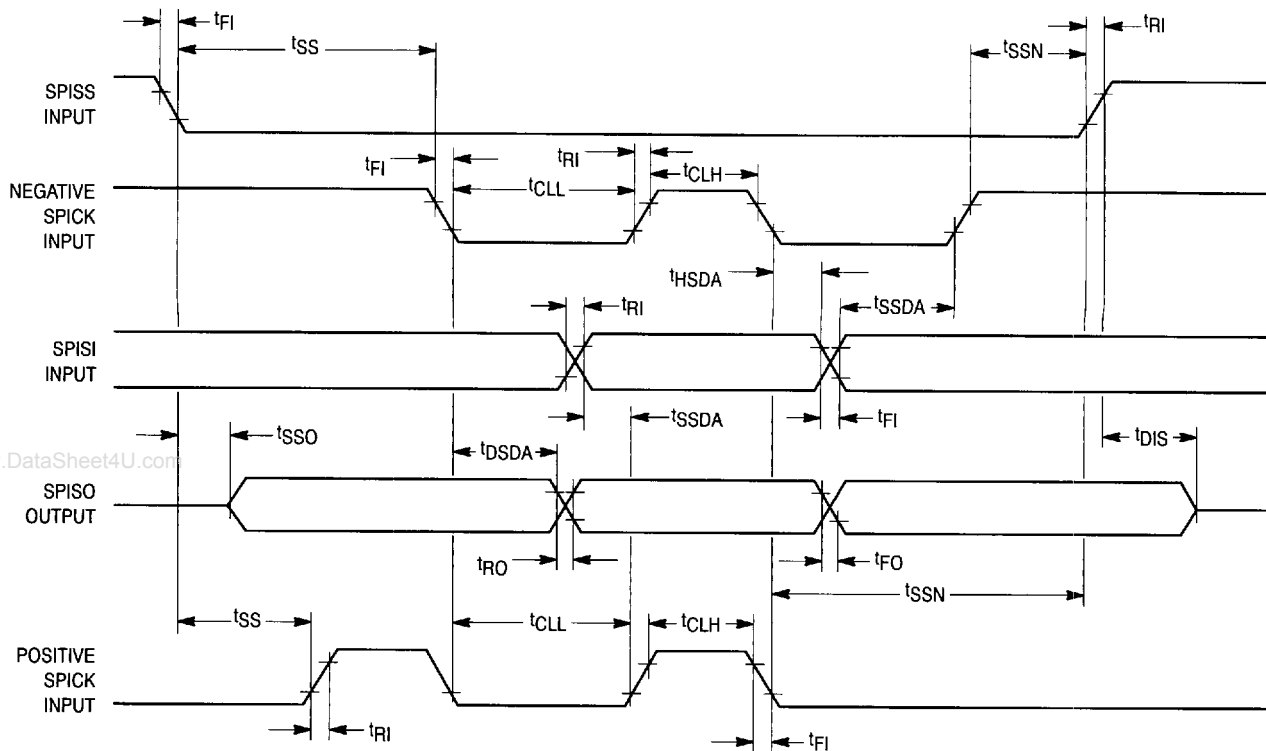 tFI
tSS
tSSN
tRI
SPISS
INPUT
tFI
tRI
tCLL
tCLH
NEGATIVE
SPICK
INPUT
tHSDA
tSSDA
tRI
SPISI
INPUT
tSSO
tDSDA
tSSDA
tFI
tDIS
.DataSheet4U.com
SPISO
OUTPUT
tRO
tFO
tSSN
tSS
tCLL
tCLH
POSITIVE
SPICK
INPUT
tRI
tFI